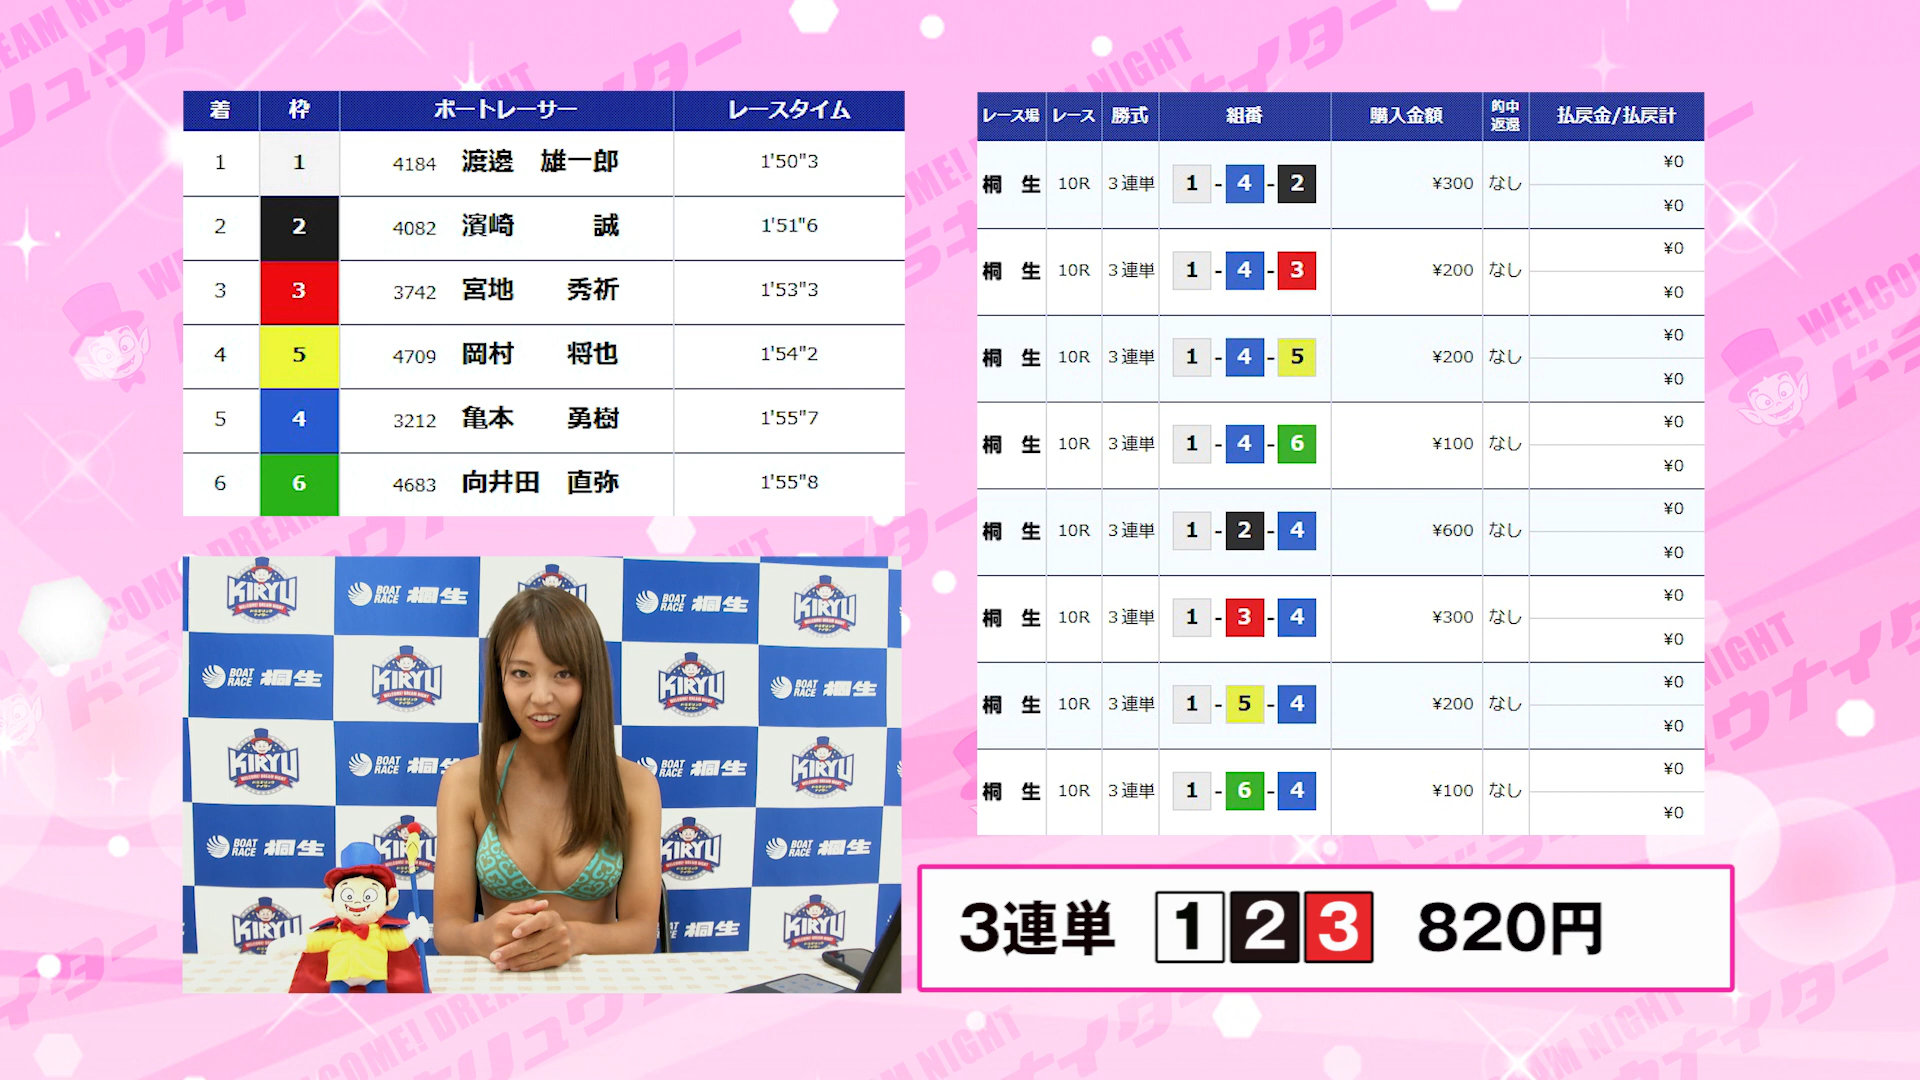 着 枠 ボートレーサー レースタイム
1 1 4184 渡邊 雄一郎 1'50"3
2 2 4082 濱崎 誠 1'51"6
3 3 3742 宮地 秀祈 1'53"3
4 5 4709 岡村 将也 1'54"2
5 4 3212 亀本 勇樹 1'55"7
6 6 4683 向井田 直弥 1'55"8
レース場 レース 勝式 組番 購入金額 的中返還 払戻金/払戻計
桐 生 10R 3連単 1-4-2 ¥300 なし ¥0
¥0
桐 生 10R 3連単 1-4-3 ¥200 なし ¥0
¥0
桐 生 10R 3連単 1-4-5 ¥200 なし ¥0
¥0
桐 生 10R 3連単 1-4-6 ¥100 なし ¥0
¥0
桐 生 10R 3連単 1-2-4 ¥600 なし ¥0
¥0
桐 生 10R 3連単 1-3-4 ¥300 なし ¥0
¥0
桐 生 10R 3連単 1-5-4 ¥200 なし ¥0
¥0
桐 生 10R 3連単 1-6-4 ¥100 なし ¥0
¥0
KIRYU
BOAT RACE 桐生
KIRYU
WELCOME! DREAM NIGHT
BOAT RACE 桐生
KIRYU
3連単 1 2 3 820円